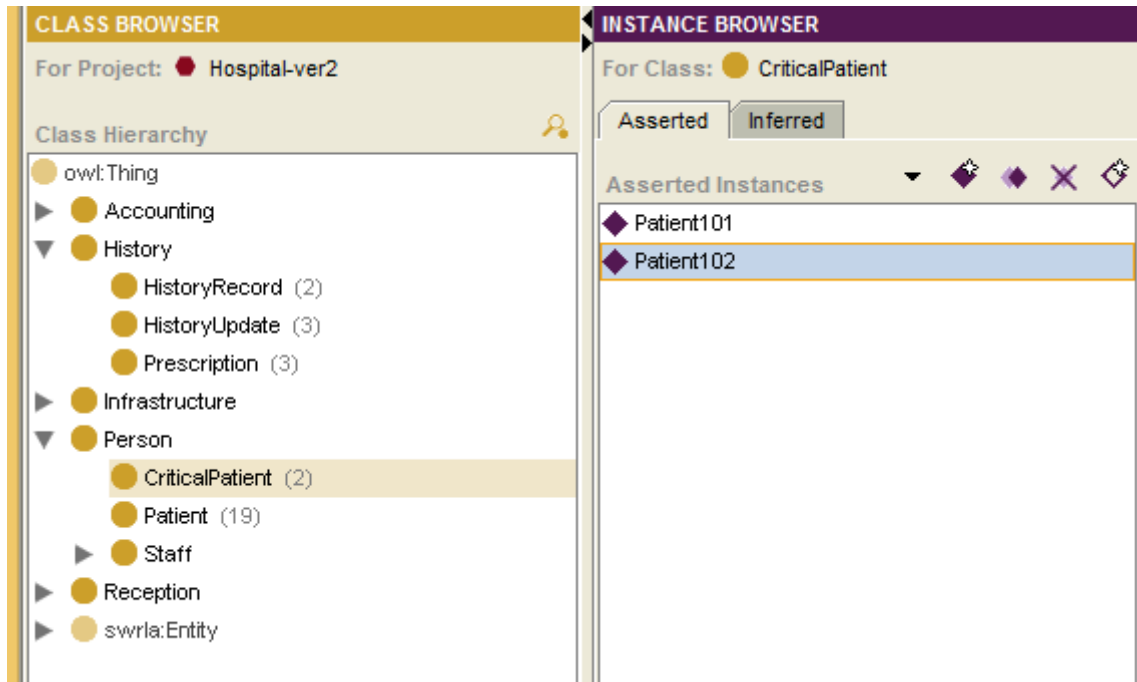 CLASS BROWSER
For Project: Hospital-ver2
Class Hierarchy
owl:Thing
Accounting
History
HistoryRecord (2)
HistoryUpdate (3)
Prescription (3)
Infrastructure
Person
CriticalPatient (2)
Patient (19)
Staff
Reception
swrla:Entity
INSTANCE BROWSER
For Class: CriticalPatient
Asserted Inferred
Asserted Instances
Patient101
Patient102